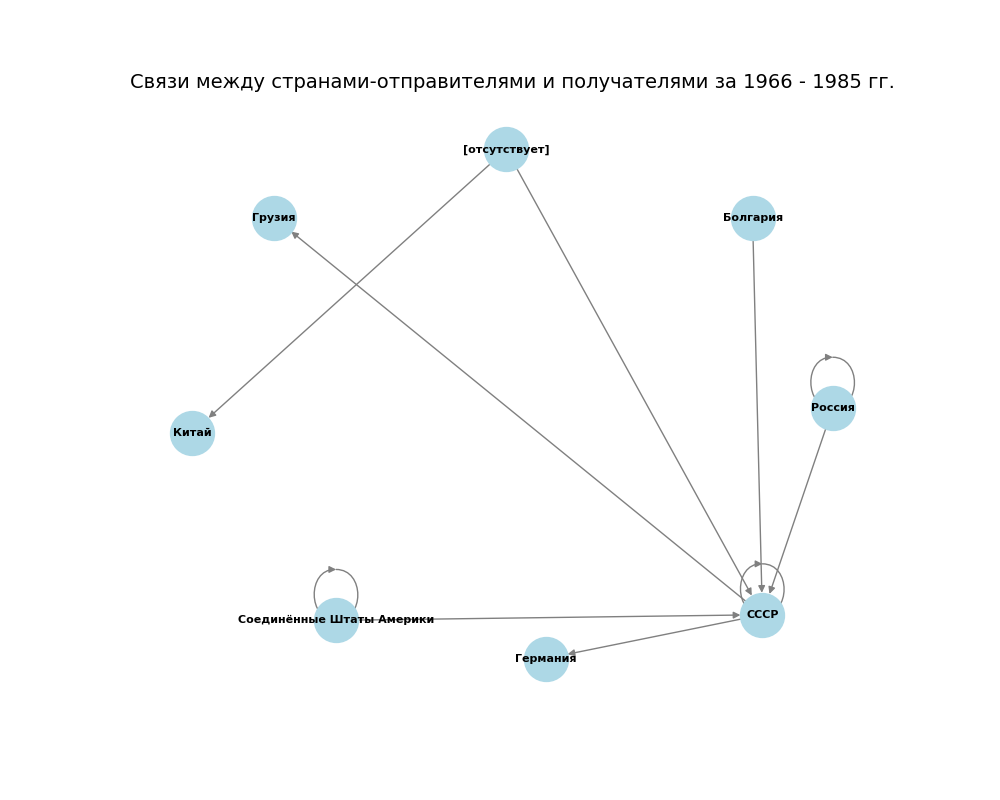 Связи между странами-отправителями и получателями за 1966 - 1985 гг.
[отсутствует]
Грузия
Болгария
Россия
Китай
СССР
Соединённые Штаты Америки
Германия